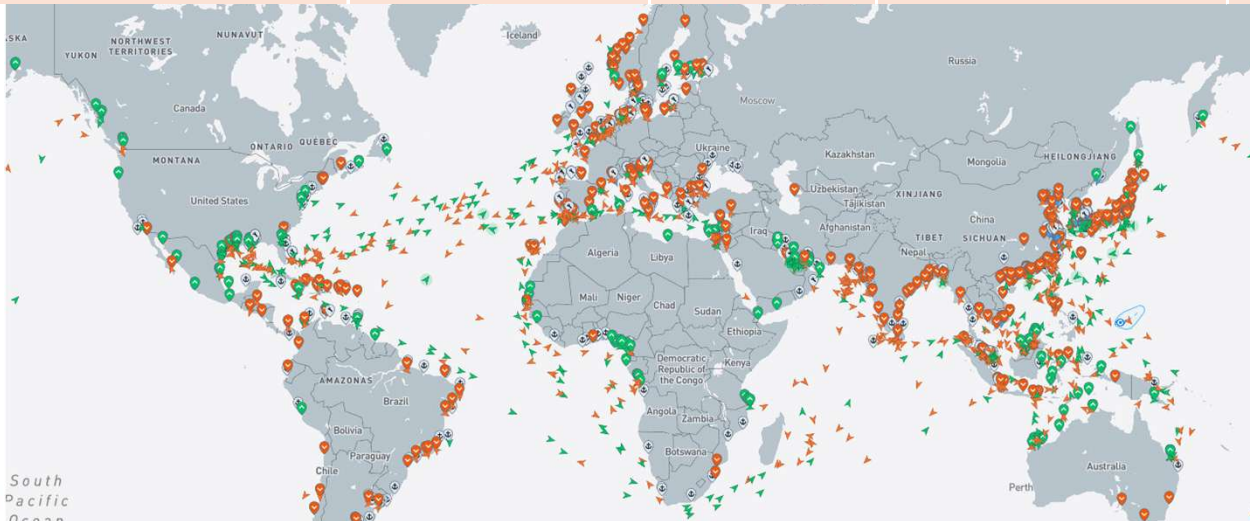 ASKA
YUKON
NORTHWEST
TERRITORIES
NUNAVUT
Iceland
Russia
Canada
Moscow
ONTARIO
QUÉBEC
MONTANA
Ukraine
Kazakhstan
Mongolia
HEILONGJIANG
United States
Uzbekistan
Tajikistan
XINJIANG
China
Iraq
Afghanistan
TIBET
SICHUAN
Nepal
Algeria
Libya
Mali
Niger
Chad
Sudan
Ethiopia
Democratic
Republic of
the Congo
Kenya
AMAZONAS
Brazil
Angola
Zambia
Bolivia
Botswana
Paraguay
Chile
Australia
Perth
South
Pacific
Ocean